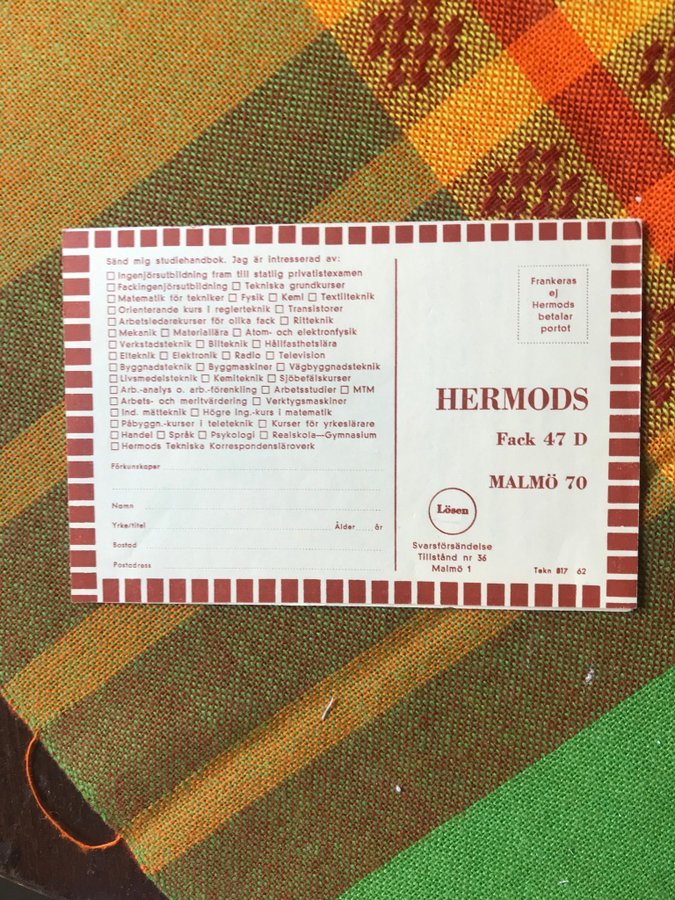 Sänd mig studiehandbok. Jag är intresserad av:
☐ Ingenjörsutbildning fram till statlig privatistexamen
☐ Fackingenjörsutbildning ☐ Tekniska grundkurser
☐ Matematik för tekniker ☐ Fysik ☐ Kemi ☐ Textilteknik
☐ Orienterande kurs i reglerteknik ☐ Transistorer
☐ Arbetsledarekurser för olika fack ☐ Ritteknik
☐ Mekanik ☐ Materiallära ☐ Atom- och elektronfysik
☐ Verkstadsteknik ☐ Bilteknik ☐ Hållfasthetslära
☐ Elteknik ☐ Elektronik ☐ Radio ☐ Television
☐ Byggnadsteknik ☐ Byggmaskiner ☐ Vägbyggnadsteknik
☐ Livsmedelsteknik ☐ Kemiteknik ☐ Sjöbefälskurser
☐ Arb.-analys o. arb.-förenkling ☐ Arbetsstudier ☐ MTM
☐ Arbets- och meritvärdering ☐ Verktygsmaskiner
☐ Ind. mätteknik ☐ Högre ing.-kurs i matematik
☐ Påbyggn.-kurser i teleteknik ☐ Kurser för yrkeslärare
☐ Handel ☐ Språk ☐ Psykologi ☐ Realskola—Gymnasium
☐ Hermods Tekniska Korrespondensläroverk
Förkunskaper
Namn
Yrke/titel Ålder ..... år
Bostad
Postadress
Frankeras
ej
Hermods
betalar
portot
HERMODS
Fack 47 D
MALMÖ 70
Lösen
Svarsförsändelse
Tillstånd nr 36
Malmö 1
Tekn 817 62